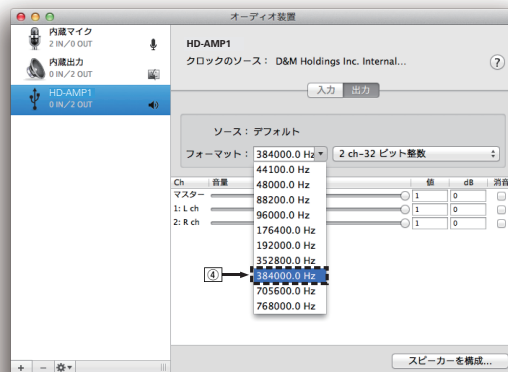 オーディオ装置
内蔵マイク
2 IN/0 OUT
内蔵出力
0 IN/2 OUT
HD-AMP1
0 IN/2 OUT
HD-AMP1
クロックのソース： D&M Holdings Inc. Internal...
?
入力 出力
ソース： デフォルト
フォーマット： 384000.0 Hz 2 ch-32 ビット整数
44100.0 Hz
48000.0 Hz
88200.0 Hz
96000.0 Hz
176400.0 Hz
192000.0 Hz
352800.0 Hz
④ 384000.0 Hz
705600.0 Hz
768000.0 Hz
Ch 音量 値 dB 消音
マスター 1 0
1: L ch 1 0
2: R ch 1 0
+ −
スピーカーを構成...